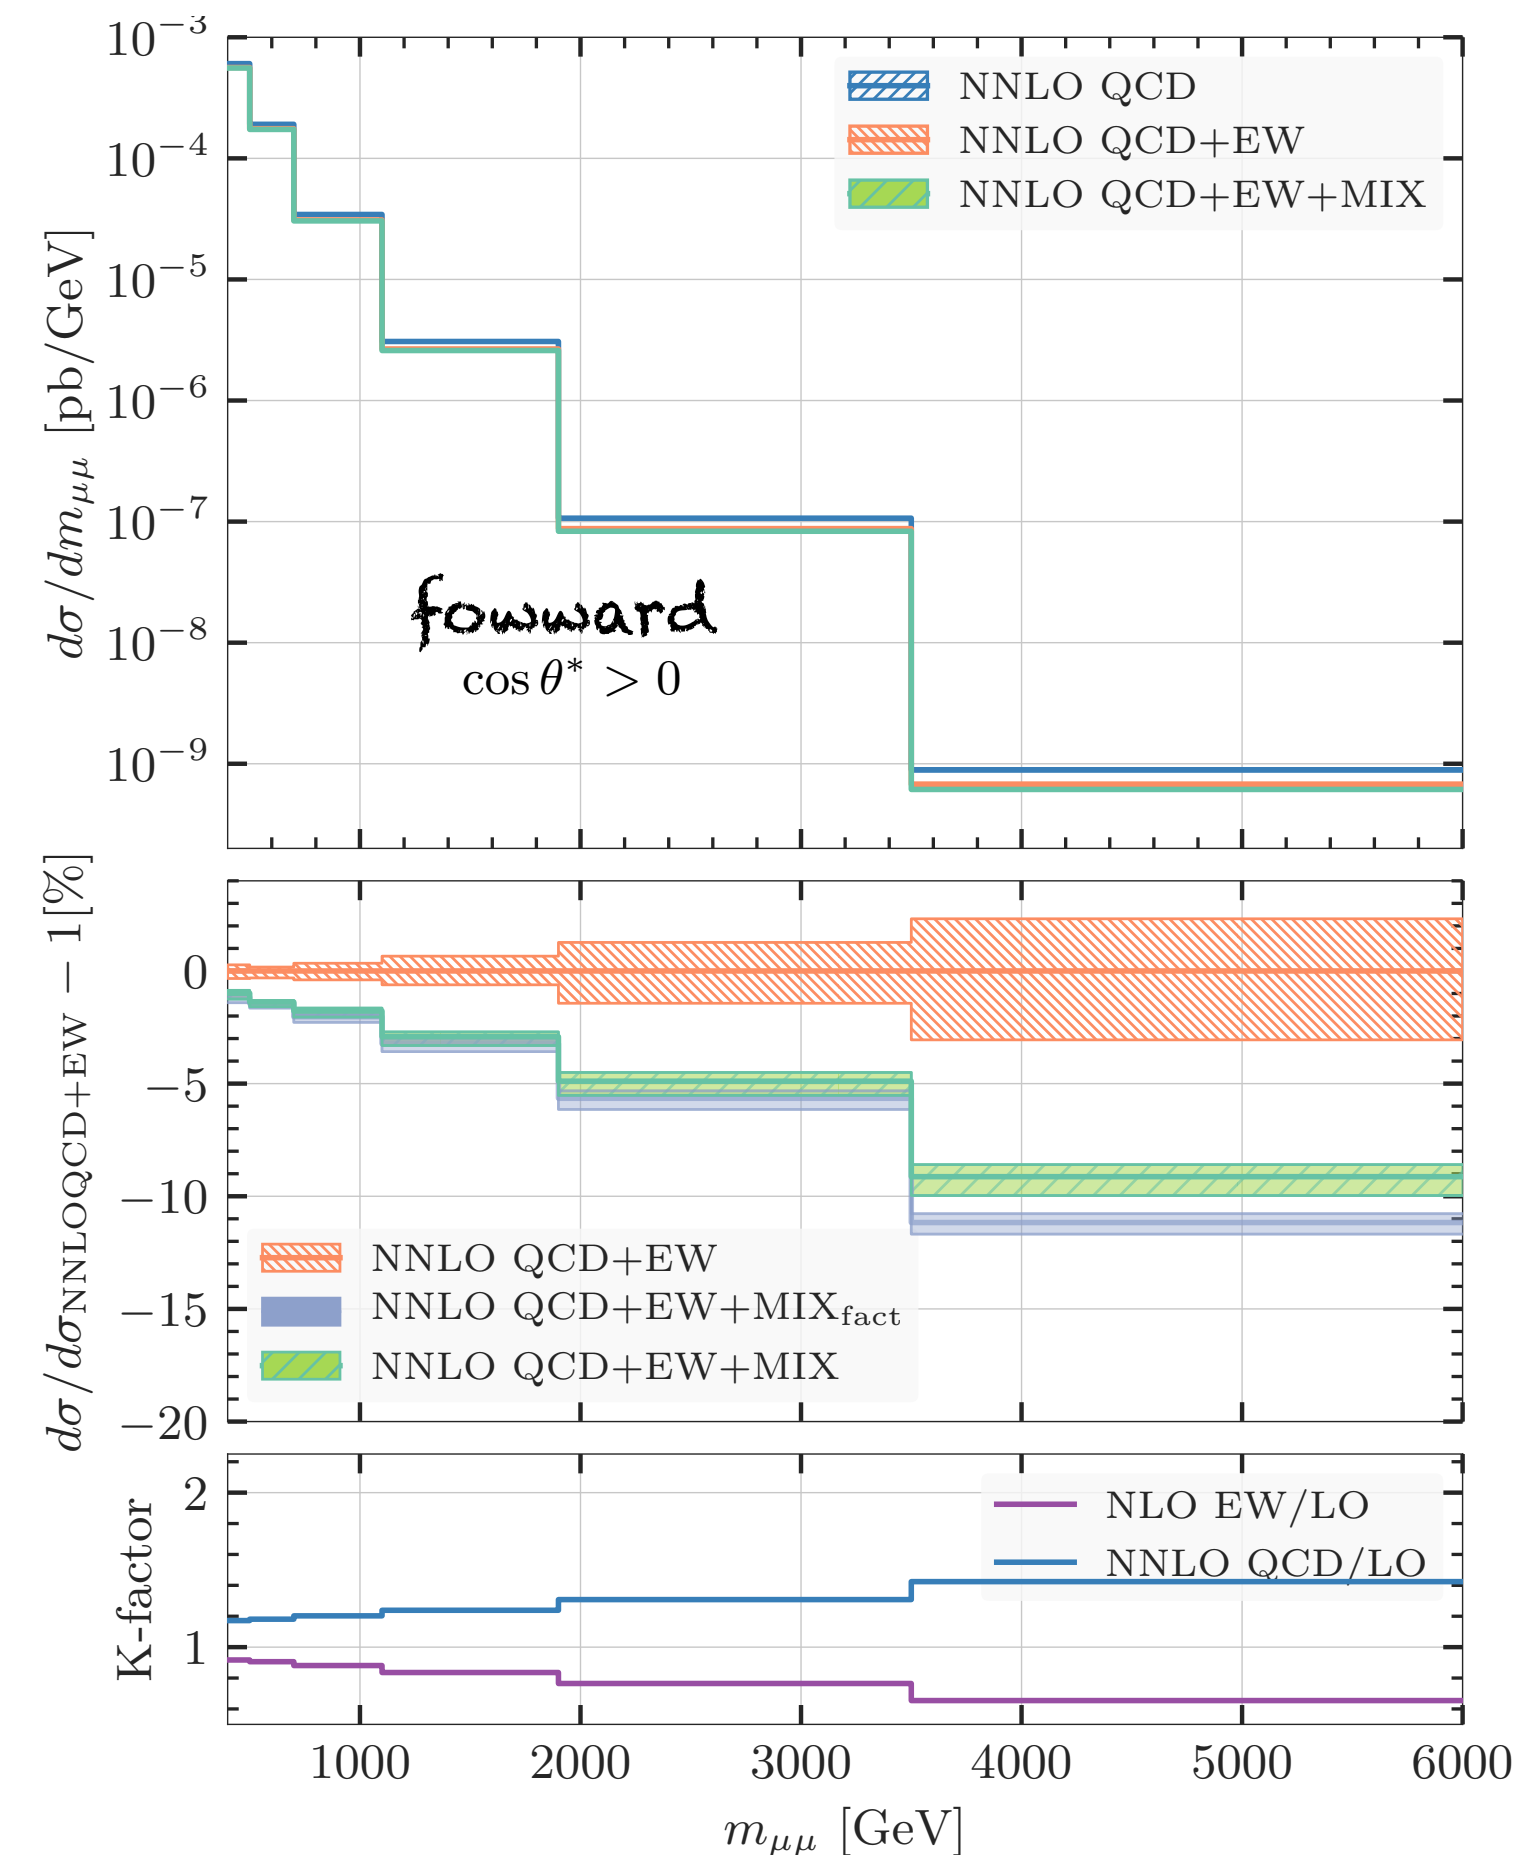 10⁻³
10⁻⁴
10⁻⁵
10⁻⁶
10⁻⁷
10⁻⁸
10⁻⁹
dσ/dm_μμ [pb/GeV]
NNLO QCD
NNLO QCD+EW
NNLO QCD+EW+MIX
fowward
cos θ* > 0
0
−5
−10
−15
−20
dσ/dσ_NNLOQCD+EW − 1[%]
NNLO QCD+EW
NNLO QCD+EW+MIX_fact
NNLO QCD+EW+MIX
2
1
K-factor
NLO EW/LO
NNLO QCD/LO
1000 2000 3000 4000 5000 6000
m_μμ [GeV]